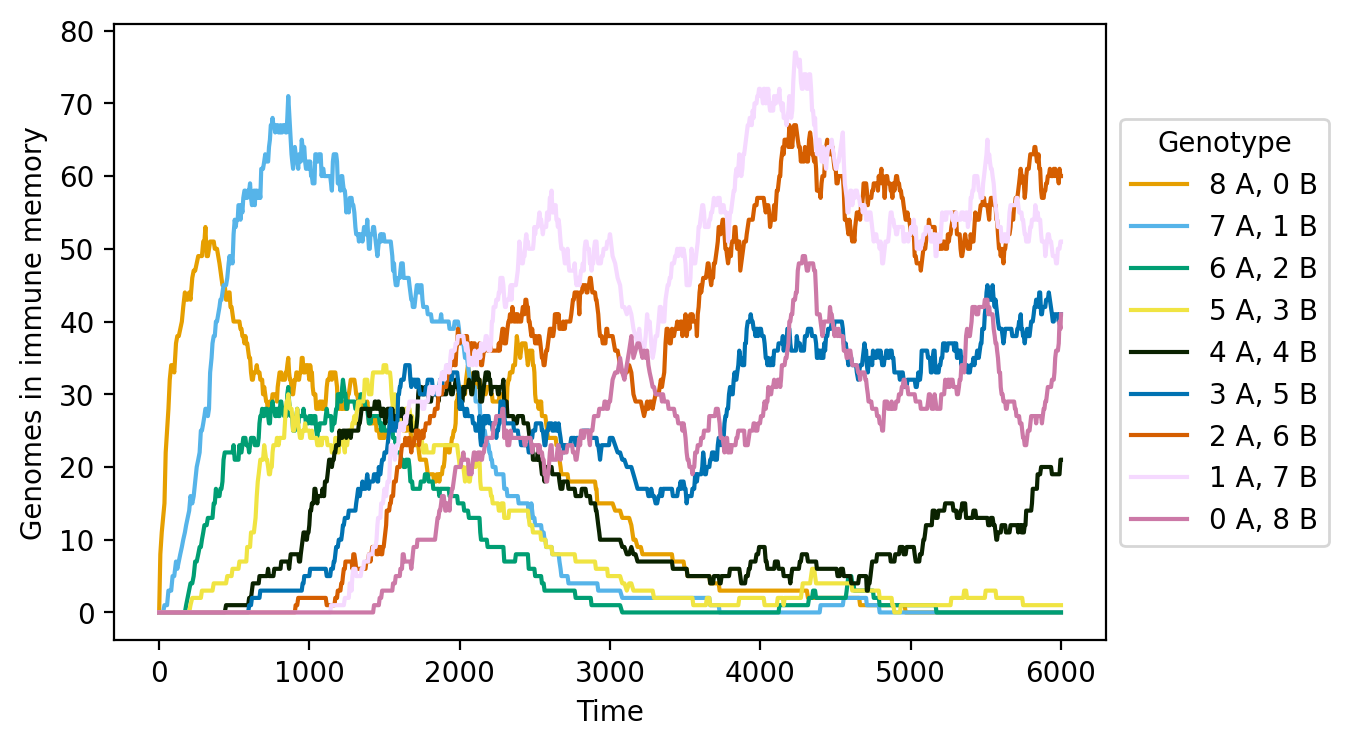 80
70
60
50
40
30
20
10
0
Genomes in immune memory
0 1000 2000 3000 4000 5000 6000
Time
Genotype
8 A, 0 B
7 A, 1 B
6 A, 2 B
5 A, 3 B
4 A, 4 B
3 A, 5 B
2 A, 6 B
1 A, 7 B
0 A, 8 B